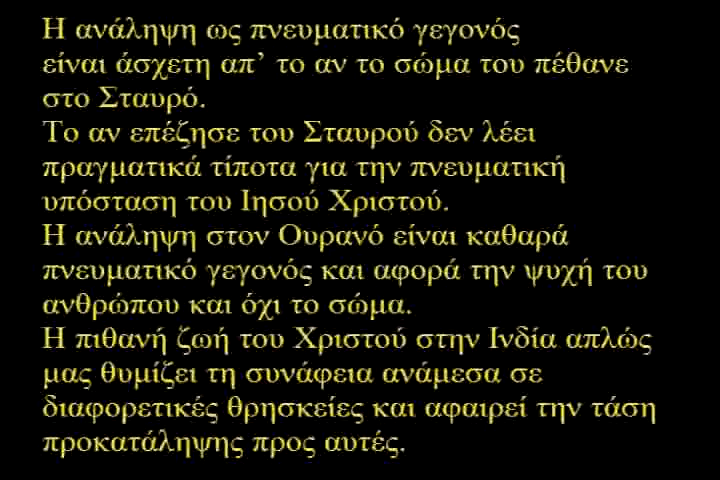 Η ανάληψη ως πνευματικό γεγονός
είναι άσχετη απ’ το αν το σώμα του πέθανε
στο Σταυρό.
Το αν επέζησε του Σταυρού δεν λέει
πραγματικά τίποτα για την πνευματική
υπόσταση του Ιησού Χριστού.
Η ανάληψη στον Ουρανό είναι καθαρά
πνευματικό γεγονός και αφορά την ψυχή του
ανθρώπου και όχι το σώμα.
Η πιθανή ζωή του Χριστού στην Ινδία απλώς
μας θυμίζει τη συνάφεια ανάμεσα σε
διαφορετικές θρησκείες και αφαιρεί την τάση
προκατάληψης προς αυτές.